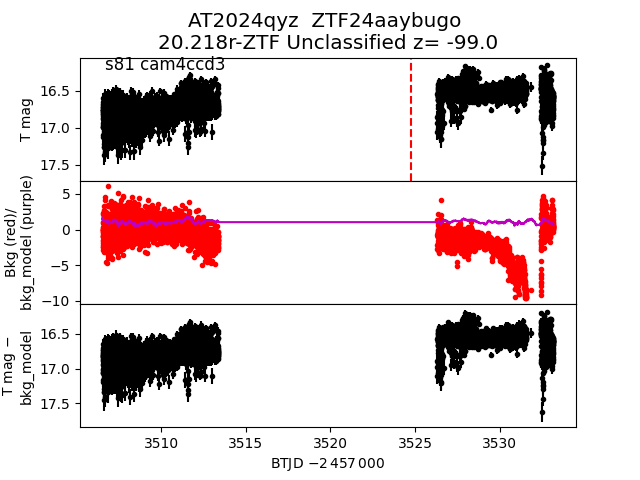 AT2024qyz  ZTF24aaybugo
20.218r-ZTF Unclassified z= -99.0
s81 cam4ccd3
T mag
16.5
17.0
17.5
Bkg (red)/
bkg_model (purple)
5
0
−5
−10
T mag −
bkg_model
16.5
17.0
17.5
3510
3515
3520
3525
3530
BTJD −2 457 000